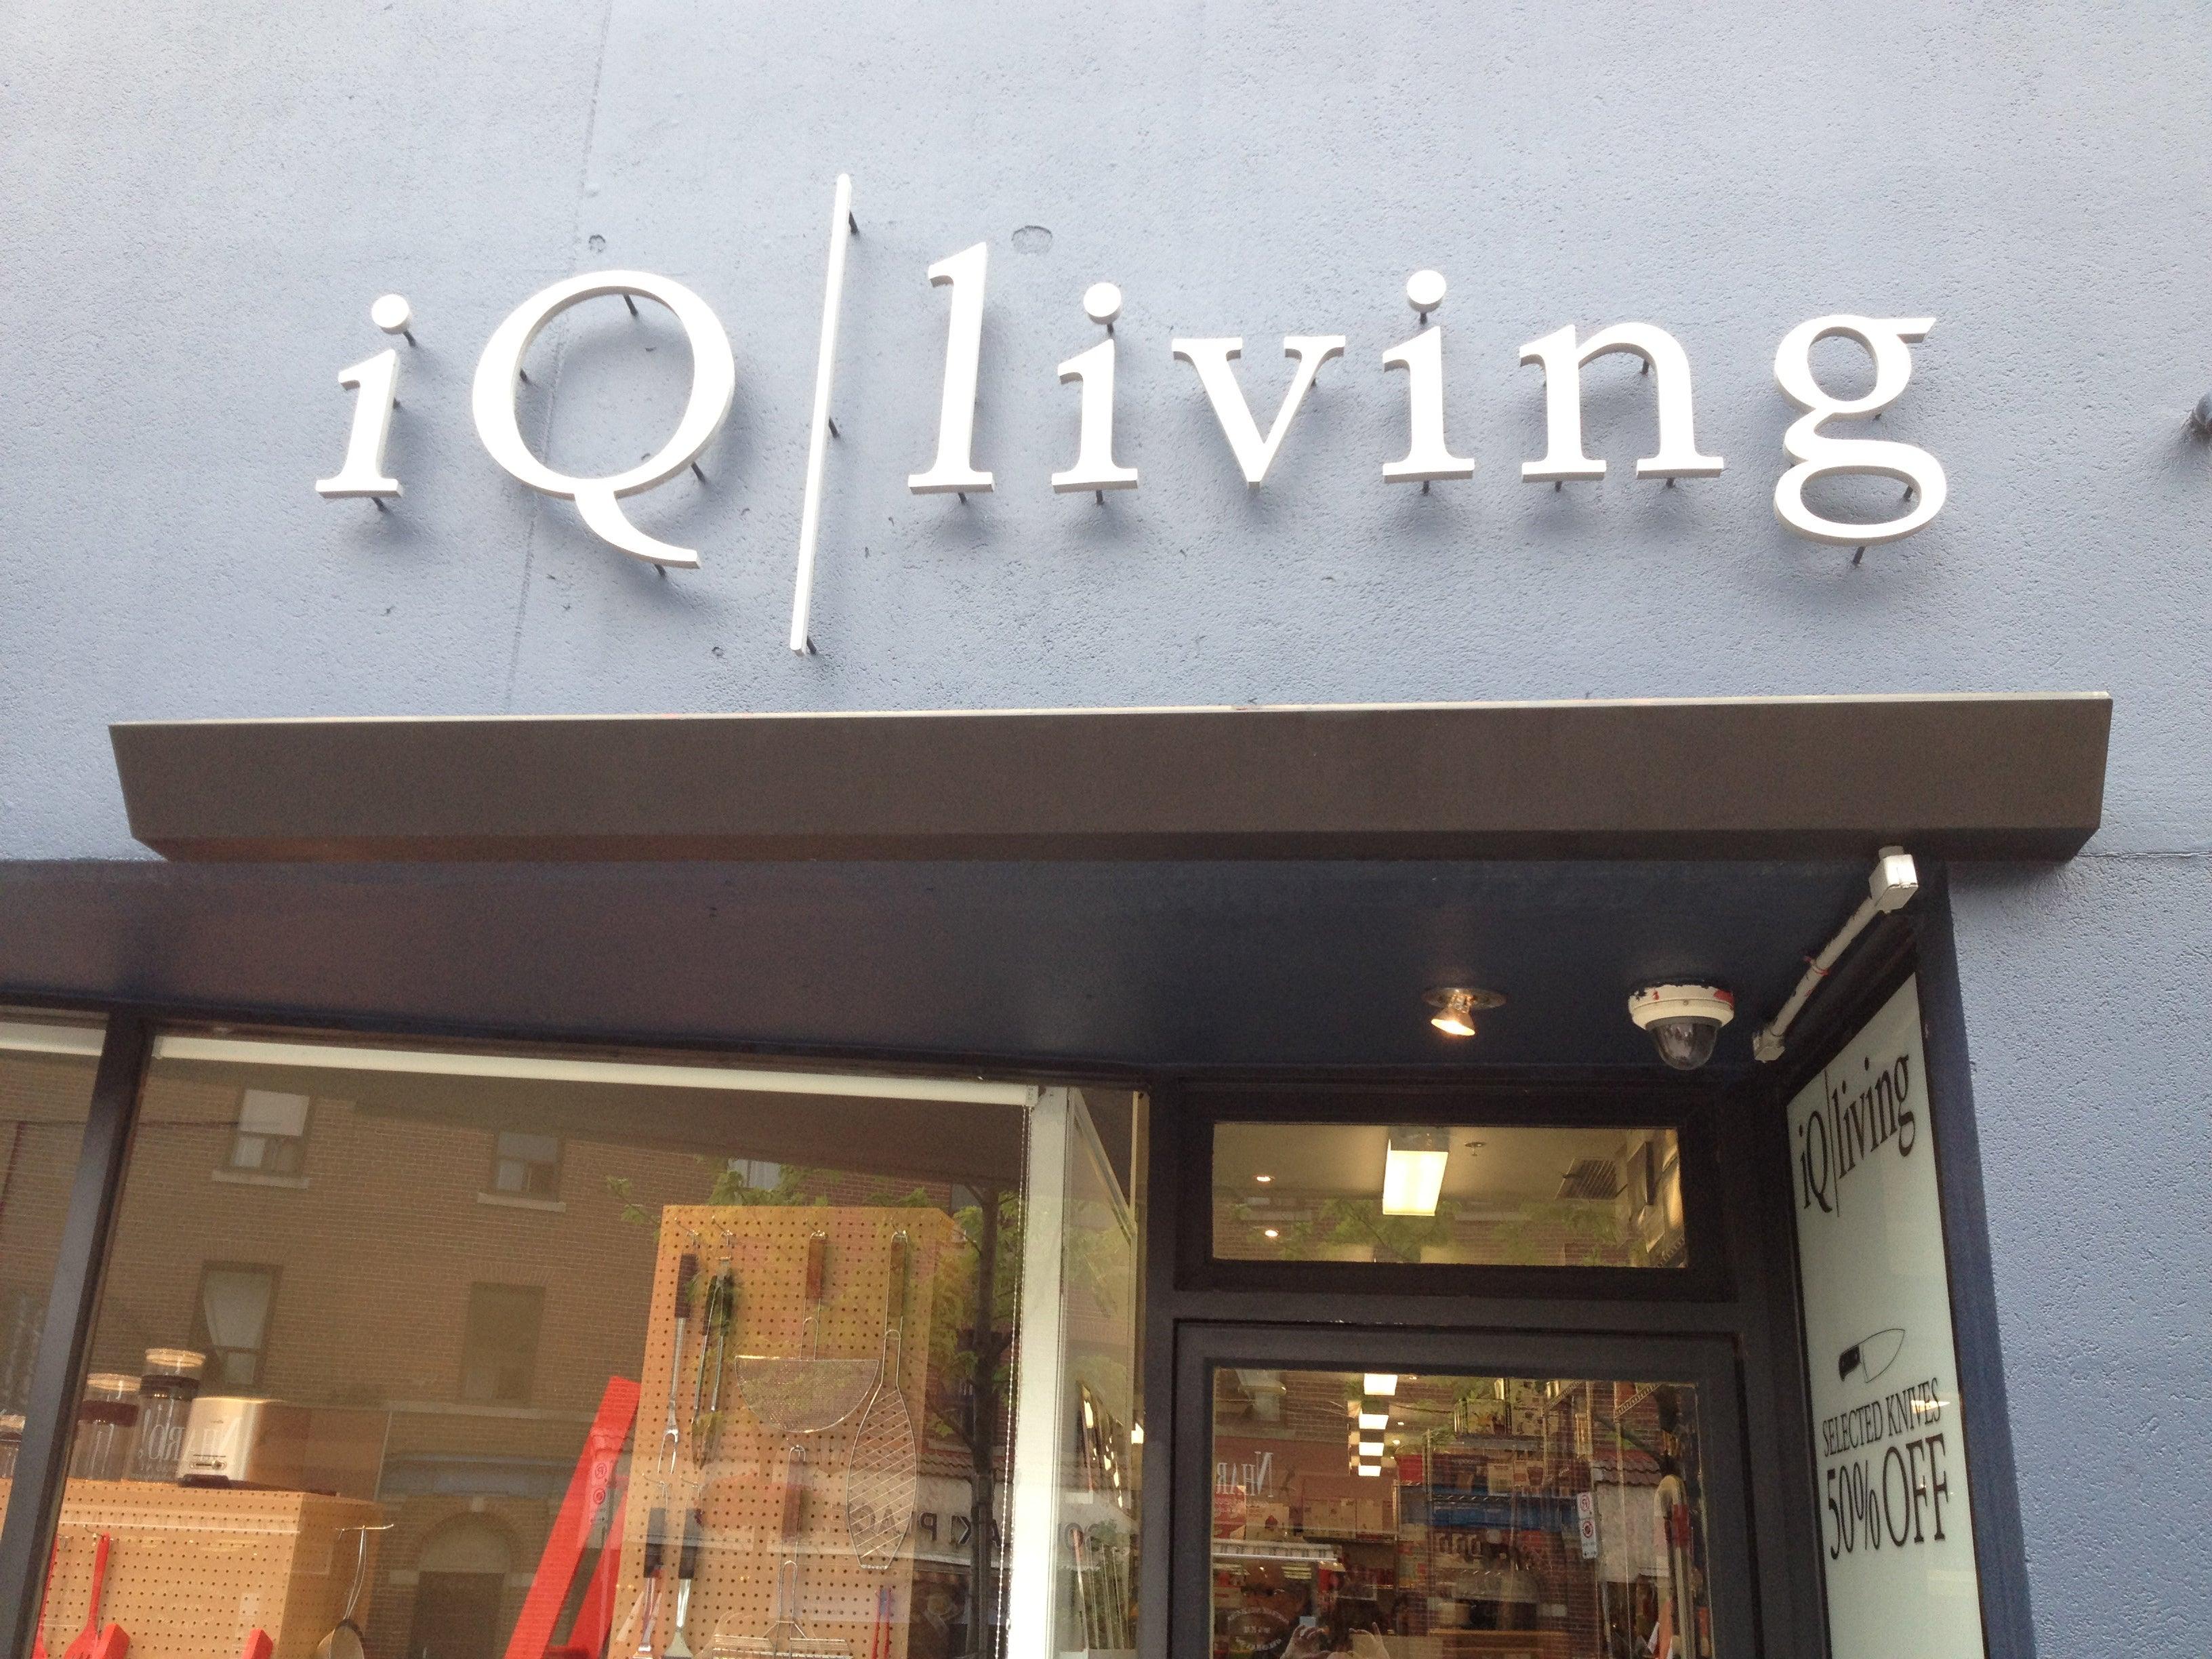 iQ/living
iQ/living
SELECTED KNIVES
50% OFF